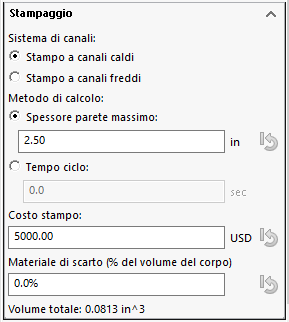 Stampaggio
Sistema di canali:
Stampo a canali caldi
Stampo a canali freddi
Metodo di calcolo:
Spessore parete massimo:
2.50 in
Tempo ciclo:
0.0 sec
Costo stampo:
5000.00 USD
Materiale di scarto (% del volume del corpo)
0.0%
Volume totale: 0.0813 in^3